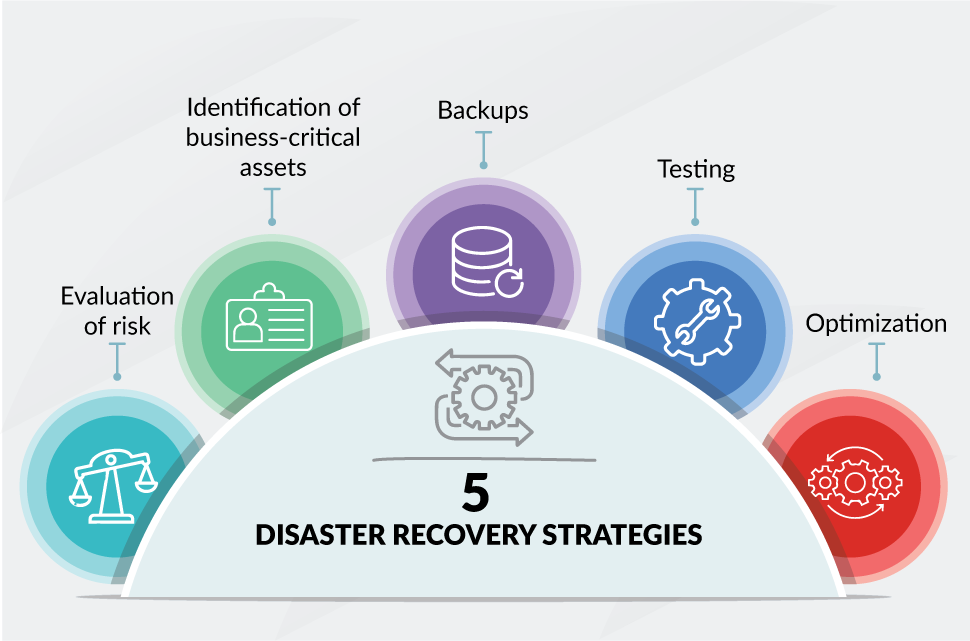 Evaluation
of risk
Identification of
business-critical
assets
Backups
Testing
Optimization
5
DISASTER RECOVERY STRATEGIES